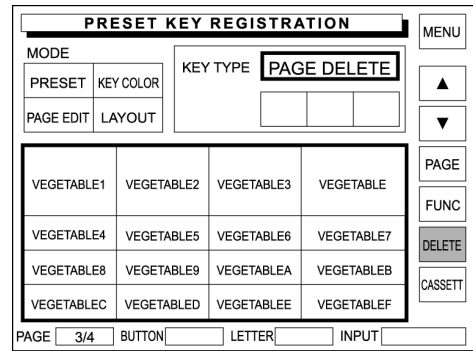 PRESET KEY REGISTRATION
MENU
MODE
PRESET KEY COLOR
PAGE EDIT LAYOUT
KEY TYPE PAGE DELETE
▲
▼
PAGE
FUNC
DELETE
CASSETT
VEGETABLE1 VEGETABLE2 VEGETABLE3 VEGETABLE
VEGETABLE4 VEGETABLE5 VEGETABLE6 VEGETABLE7
VEGETABLE8 VEGETABLE9 VEGETABLEA VEGETABLEB
VEGETABLEC VEGETABLED VEGETABLEE VEGETABLEF
PAGE 3/4 BUTTON LETTER INPUT